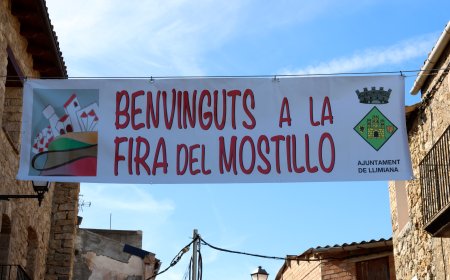 BENVINGUTS A LA
FIRA DEL MOSTILLO
AJUNTAMENT
DE LLIMIANA